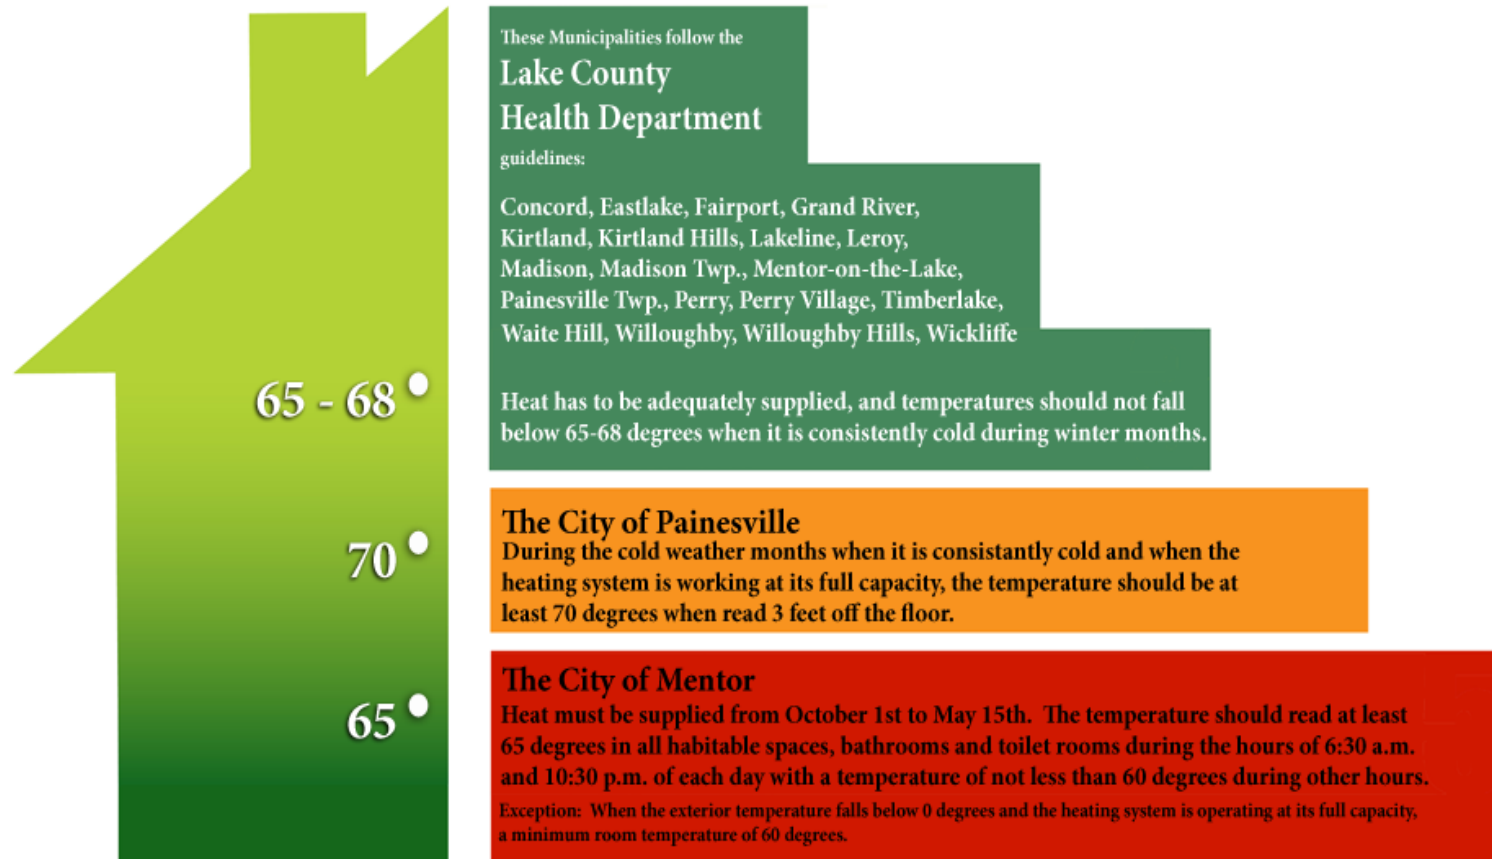 These Municipalities follow the
Lake County
Health Department
guidelines:
Concord, Eastlake, Fairport, Grand River,
Kirtland, Kirtland Hills, Lakeline, Leroy,
Madison, Madison Twp., Mentor-on-the-Lake,
Painesville Twp., Perry, Perry Village, Timberlake,
Waite Hill, Willoughby, Willoughby Hills, Wickliffe
65 - 68°
Heat has to be adequately supplied, and temperatures should not fall
below 65-68 degrees when it is consistently cold during winter months.
70°
The City of Painesville
During the cold weather months when it is consistantly cold and when the
heating system is working at its full capacity, the temperature should be at
least 70 degrees when read 3 feet off the floor.
65°
The City of Mentor
Heat must be supplied from October 1st to May 15th. The temperature should read at least
65 degrees in all habitable spaces, bathrooms and toilet rooms during the hours of 6:30 a.m.
and 10:30 p.m. of each day with a temperature of not less than 60 degrees during other hours.
Exception: When the exterior temperature falls below 0 degrees and the heating system is operating at its full capacity,
a minimum room temperature of 60 degrees.